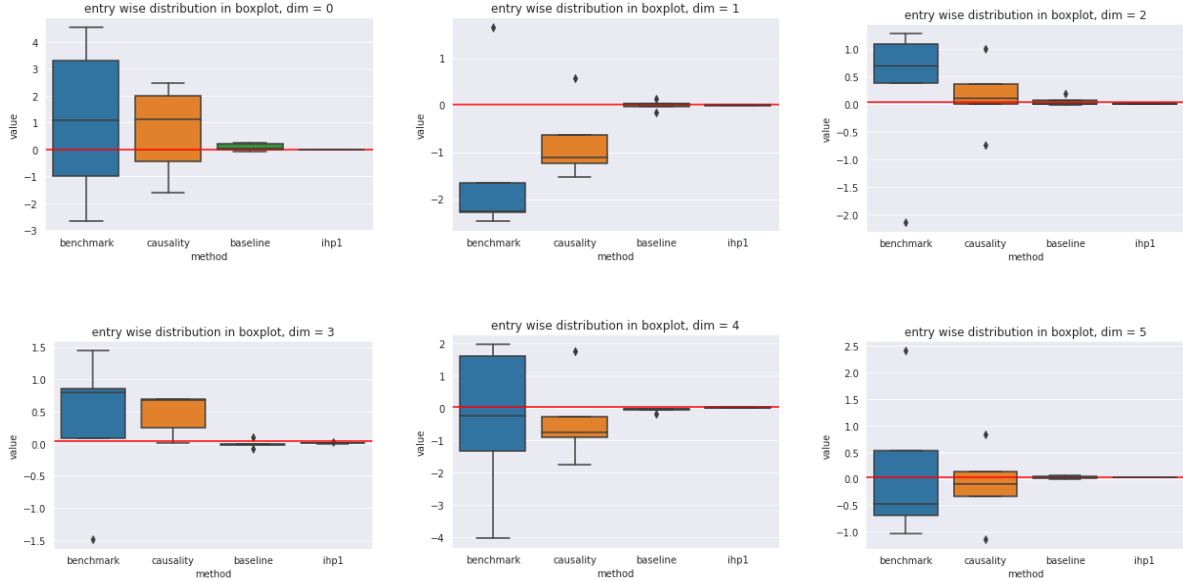 entry wise distribution in boxplot, dim = 0
4
3
2
1
0
−1
−2
−3
value
benchmark causality baseline ihp1
method
entry wise distribution in boxplot, dim = 1
1
0
−1
−2
value
benchmark causality baseline ihp1
method
entry wise distribution in boxplot, dim = 2
1.0
0.5
0.0
−0.5
−1.0
−1.5
−2.0
value
benchmark causality baseline ihp1
method
entry wise distribution in boxplot, dim = 3
1.5
1.0
0.5
0.0
−0.5
−1.0
−1.5
value
benchmark causality baseline ihp1
method
entry wise distribution in boxplot, dim = 4
2
1
0
−1
−2
−3
−4
value
benchmark causality baseline ihp1
method
entry wise distribution in boxplot, dim = 5
2.5
2.0
1.5
1.0
0.5
0.0
−0.5
−1.0
value
benchmark causality baseline ihp1
method